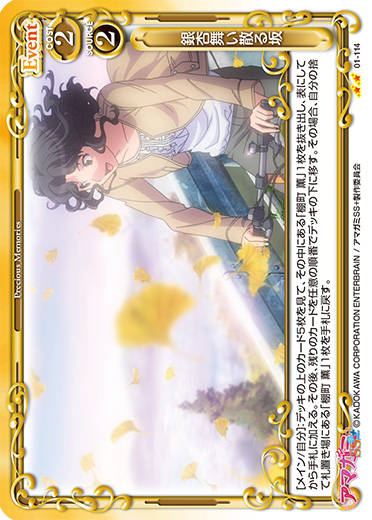 Event
COST
2
SOURCE
2
銀杏舞い散る坂
Precious Memories
[メイン/自分]:デッキの上のカード5枚を見て、その中にある「棚町 薫」1枚を抜き出し、表にして
から手札に加える。その後、残りのカードを任意の順番でデッキの下に移す。その場合、自分の捨
て札置き場にある「棚町 薫」1枚を手札に戻す。
アマガミSS+
©KADOKAWA CORPORATION ENTERBRAIN / アマガミSS+製作委員会
01-114